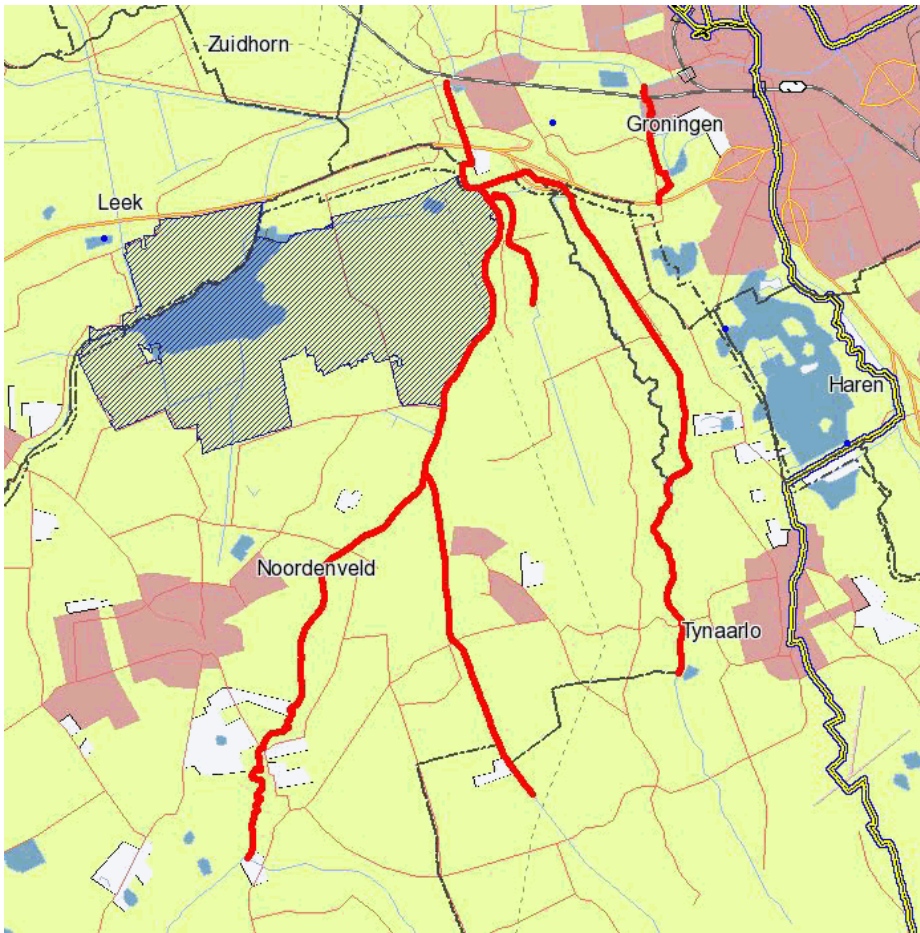 Zuidhorn
Groningen
Leek
Haren
Noordenveld
Tynaarlo